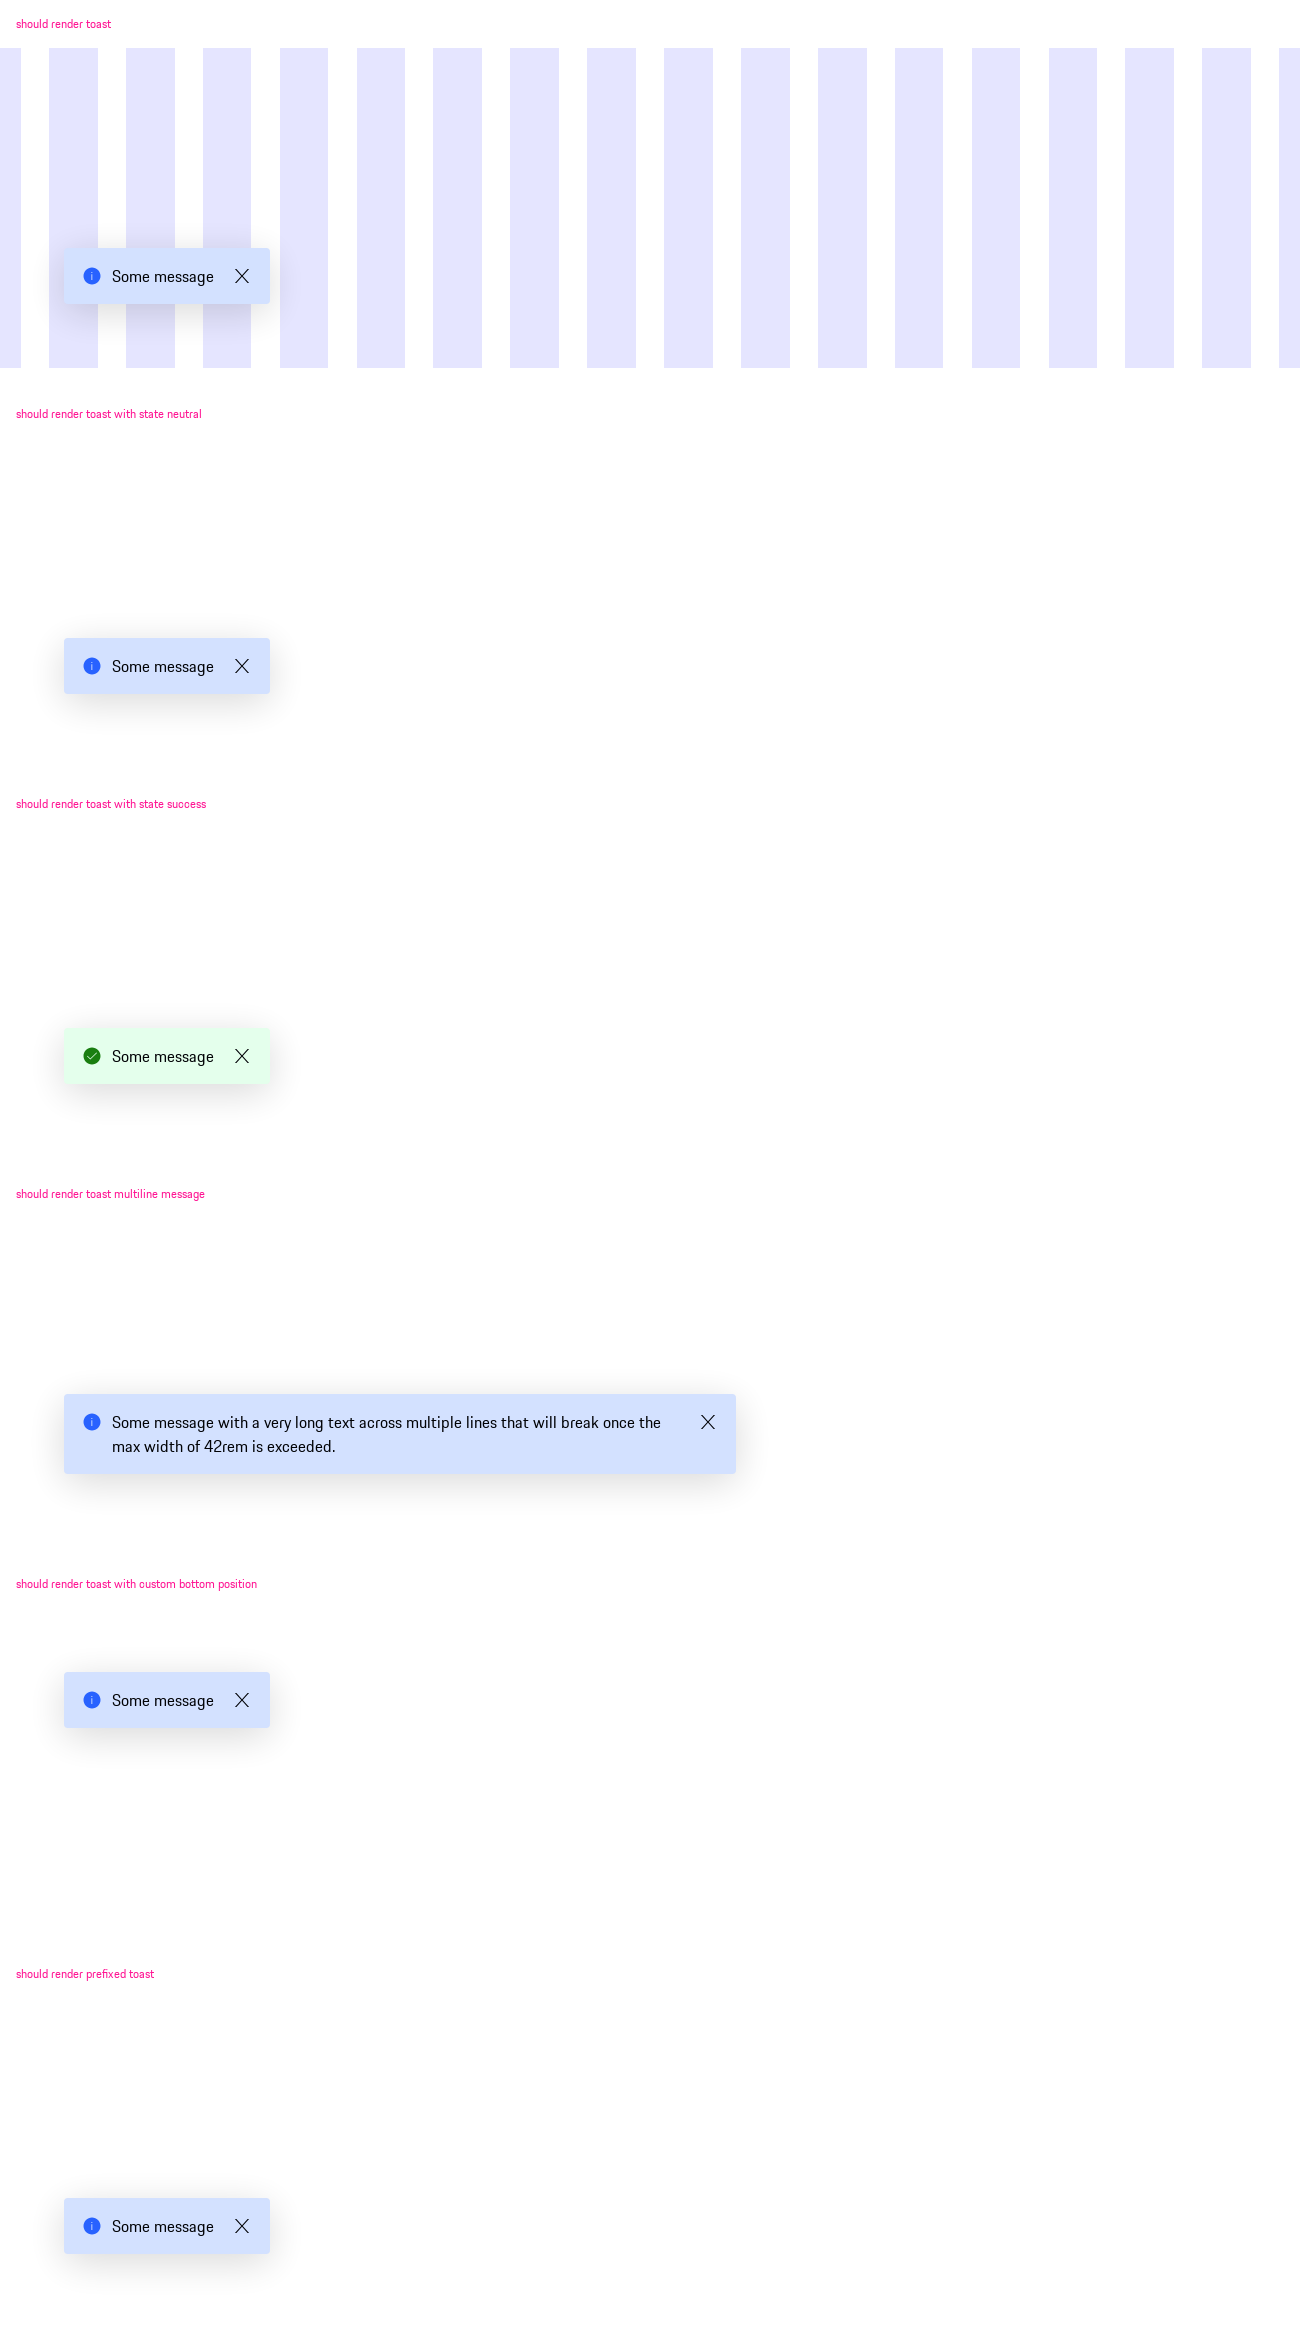 should render toast
Some message
should render toast with state neutral
Some message
should render toast with state success
Some message
should render toast multiline message
Some message with a very long text across multiple lines that will break once the
max width of 42rem is exceeded.
should render toast with custom bottom position
Some message
should render prefixed toast
Some message